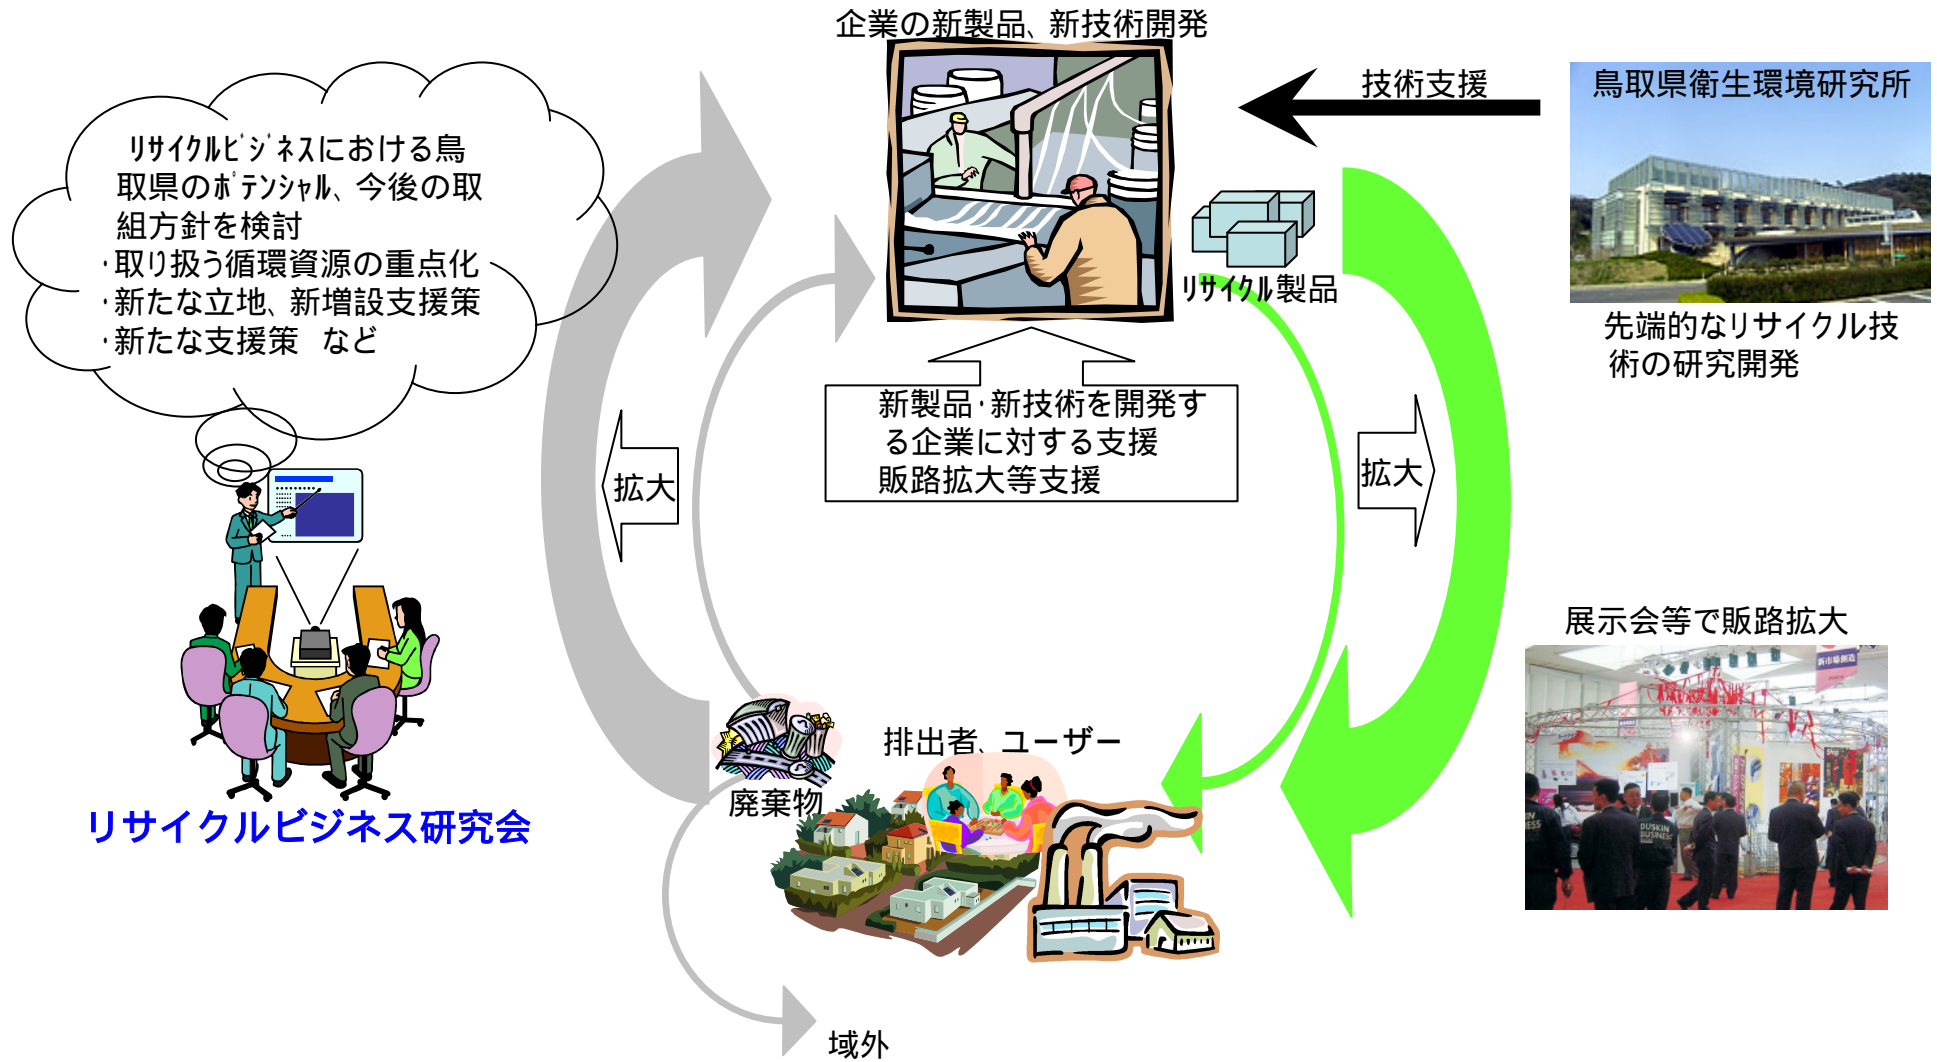 企業の新製品、新技術開発
技術支援
鳥取県衛生環境研究所
リサイクルビジネスにおける鳥
取県のポテンシャル、今後の取
組方針を検討
・取り扱う循環資源の重点化
・新たな立地、新増設支援策
・新たな支援策　など
リサイクル製品
先端的なリサイクル技
術の研究開発
新製品・新技術を開発す
る企業に対する支援
販路拡大等支援
拡大
拡大
展示会等で販路拡大
新市場創造
排出者、ユーザー
廃棄物
リサイクルビジネス研究会
DUSKIN
BUSINESS
域外